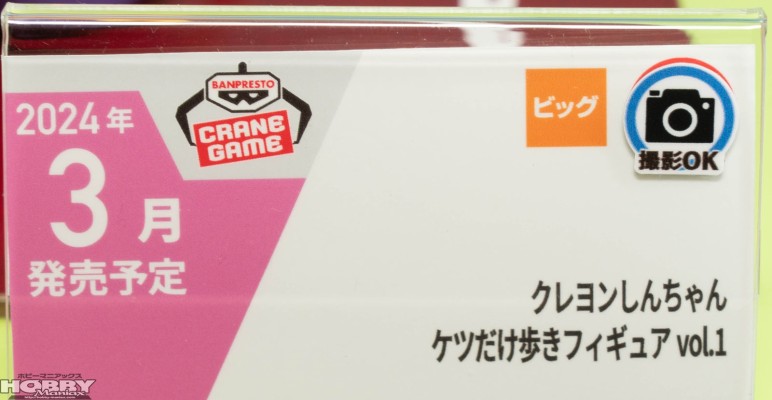 BANPRESTO
CRANE
GAME
ビッグ
撮影OK
2024年
3月
発売予定
クレヨンしんちゃん
ケツだけ歩きフィギュア vol.1
ホビーマニアックス
HOBBY
Maniax